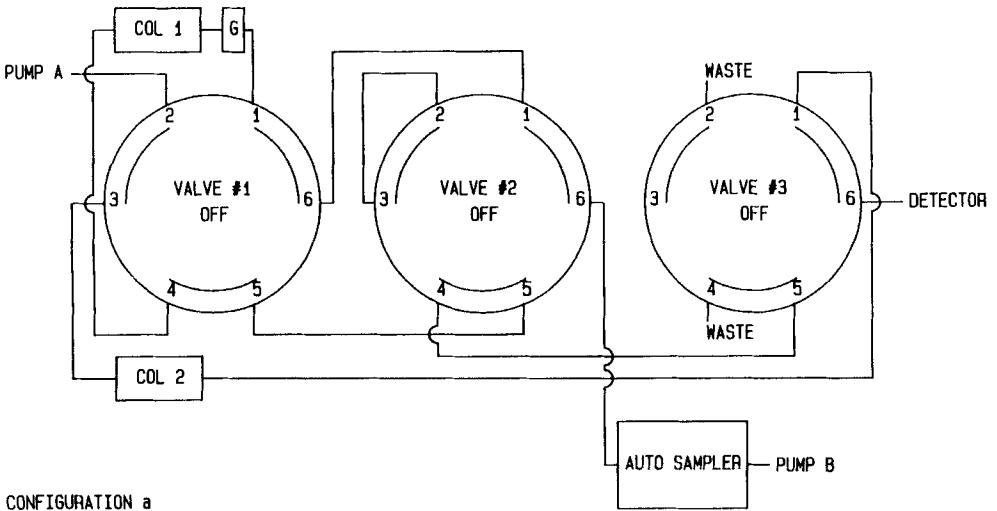 COL 1
G
PUMP A
WASTE
2
1
2
1
2
1
3
VALVE #1
OFF
6
3
VALVE #2
OFF
6
3
VALVE #3
OFF
6
DETECTOR
4
5
4
5
4
5
WASTE
COL 2
AUTO SAMPLER
PUMP B
CONFIGURATION a